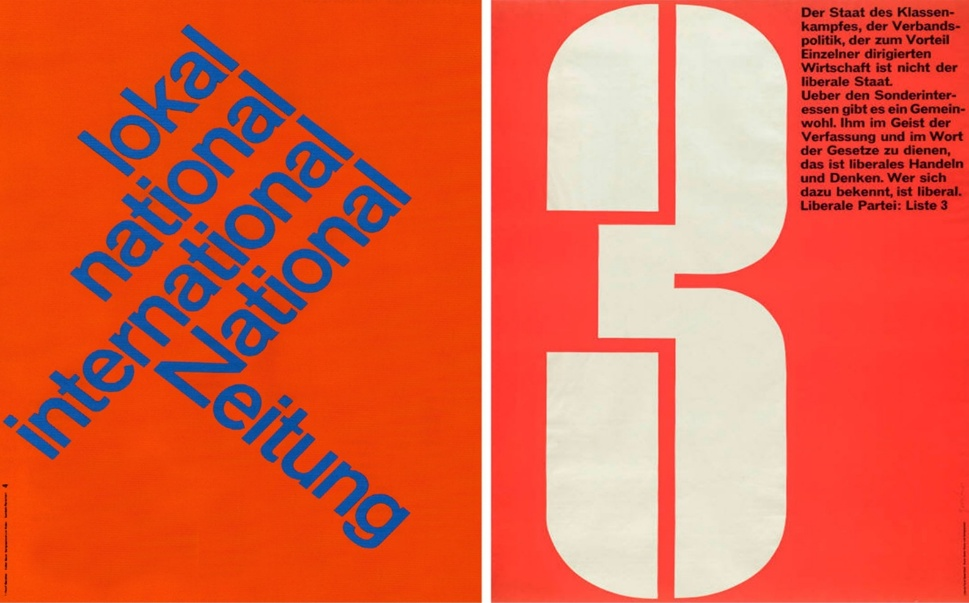 lokal
national
international
National
Zeitung
4
3
Der Staat des Klassen-
kampfes, der Verbands-
politik, der zum Vorteil
Einzelner dirigierten
Wirtschaft ist nicht der
liberale Staat.
Ueber den Sonderinter-
essen gibt es ein Gemein-
wohl. Ihm im Geist der
Verfassung und im Wort
der Gesetze zu dienen,
das ist liberales Handeln
und Denken. Wer sich
dazu bekennt, ist liberal.
Liberale Partei: Liste 3